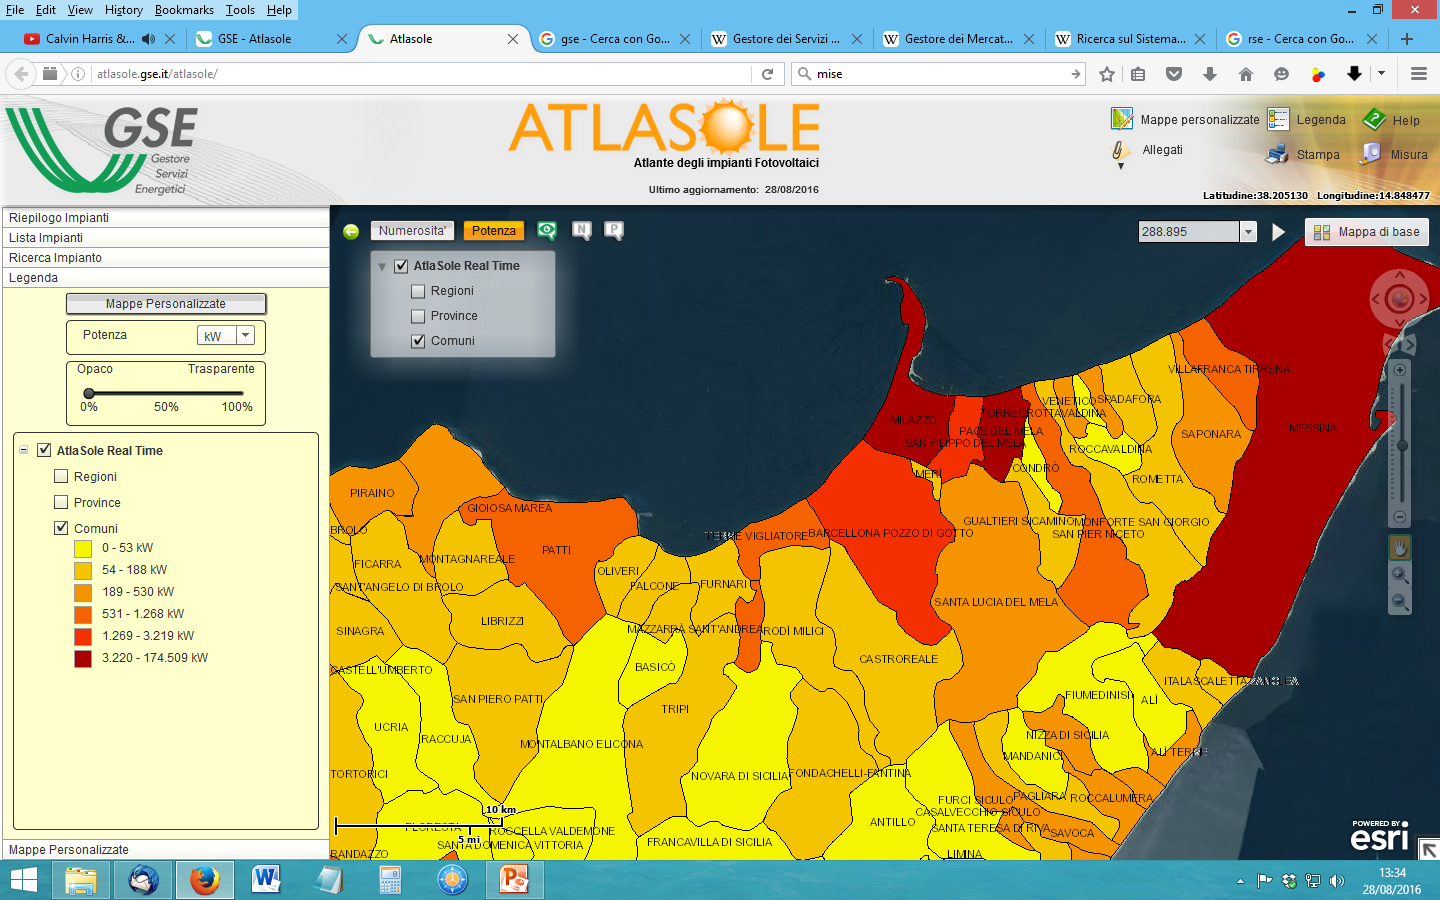 File Edit View History Bookmarks Tools Help
Calvin Harris &...
GSE - Atlasole
Atlasole
gse - Cerca con Go...
Gestore dei Servizi ...
Gestore dei Mercat...
Ricerca sul Sistema...
rse - Cerca con Go...
atlasole.gse.it/atlasole/
mise
GSE
Gestore
Servizi
Energetici
ATLASOLE
Atlante degli impianti Fotovoltaici
Ultimo aggiornamento: 28/08/2016
Mappe personalizzate
Legenda
Help
Allegati
Stampa
Misura
Latitudine:38.205130 Longitudine:14.848477
Riepilogo Impianti
Lista Impianti
Ricerca Impianto
Legenda
Mappe Personalizzate
Potenza
kW
Opaco Trasparente
0% 50% 100%
AtlaSole Real Time
Regioni
Province
Comuni
0 - 53 kW
54 - 188 kW
189 - 530 kW
531 - 1.268 kW
1.269 - 3.219 kW
3.220 - 174.509 kW
Mappe Personalizzate
Numerosita'
Potenza
N
P
288.895
Mappa di base
AtlaSole Real Time
Regioni
Province
Comuni
VILLAFRANCA TIRRENA
VENETICO
SPADAFORA
TORREGROTTA
VALDINA
MILAZZO
PACE DEL MELA
MESSINA
SAPONARA
SAN FILIPPO DEL MELA
ROCCAVALDINA
CONDRÒ
MERÌ
ROMETTA
PIRAINO
GIOIOSA MAREA
GUALTIERI SICAMINO
MONFORTE SAN GIORGIO
BROLO
BARCELLONA POZZO DI GOTTO
TERME VIGLIATORE
SAN PIER NICETO
PATTI
MONTAGNAREALE
FICARRA
OLIVERI
SANT'ANGELO DI BROLO
FALCONE
FURNARI
SANTA LUCIA DEL MELA
LIBRIZZI
SINAGRA
MAZZARRÀ SANT'ANDREA
RODÌ MILICI
CASTROREALE
BASICÒ
CASTELL'UMBERTO
ITALA
SCALETTA
FIUMEDINISI
ALÌ
SAN PIERO PATTI
TRIPI
UCRIA
RACCUJA
NIZZA DI SICILIA
MONTALBANO ELICONA
ALÌ TERME
MANDANICI
TORTORICI
NOVARA DI SICILIA
FONDACHELLI-FANTINA
PAGLIARA
ROCCALUMERA
FURCI SICULO
CASALVECCHIO SICULO
ANTILLO
SANTA TERESA DI RIVA
SAVOCA
10 km
5 mi
FLORESTA
ROCCELLA VALDEMONE
SANTA DOMENICA VITTORIA
FRANCAVILLA DI SICILIA
RANDAZZO
LIMINA
POWERED BY
esri
13:34
28/08/2016